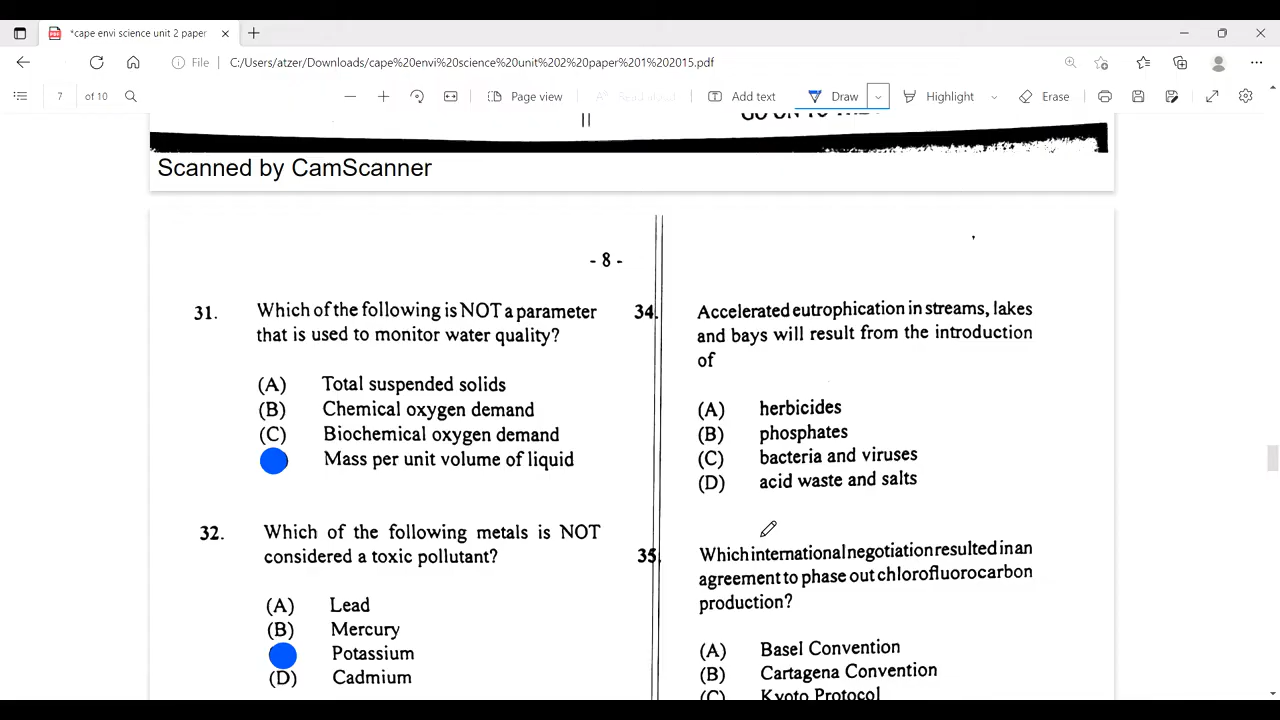 *cape envi science unit 2 paper
File
C:/Users/atzer/Downloads/cape%20envi%20science%20unit%202%20paper%201%202015.pdf
7 of 10
Page view
Read aloud
Add text
Draw
Highlight
Erase
Scanned by CamScanner
- 8 -
31. Which of the following is NOT a parameter
that is used to monitor water quality?
(A) Total suspended solids
(B) Chemical oxygen demand
(C) Biochemical oxygen demand
Mass per unit volume of liquid
32. Which of the following metals is NOT
considered a toxic pollutant?
(A) Lead
(B) Mercury
Potassium
(D) Cadmium
34. Accelerated eutrophication in streams, lakes
and bays will result from the introduction
of
(A) herbicides
(B) phosphates
(C) bacteria and viruses
(D) acid waste and salts
35. Which international negotiation resulted in an
agreement to phase out chlorofluorocarbon
production?
(A) Basel Convention
(B) Cartagena Convention
(C) Kyoto Protocol